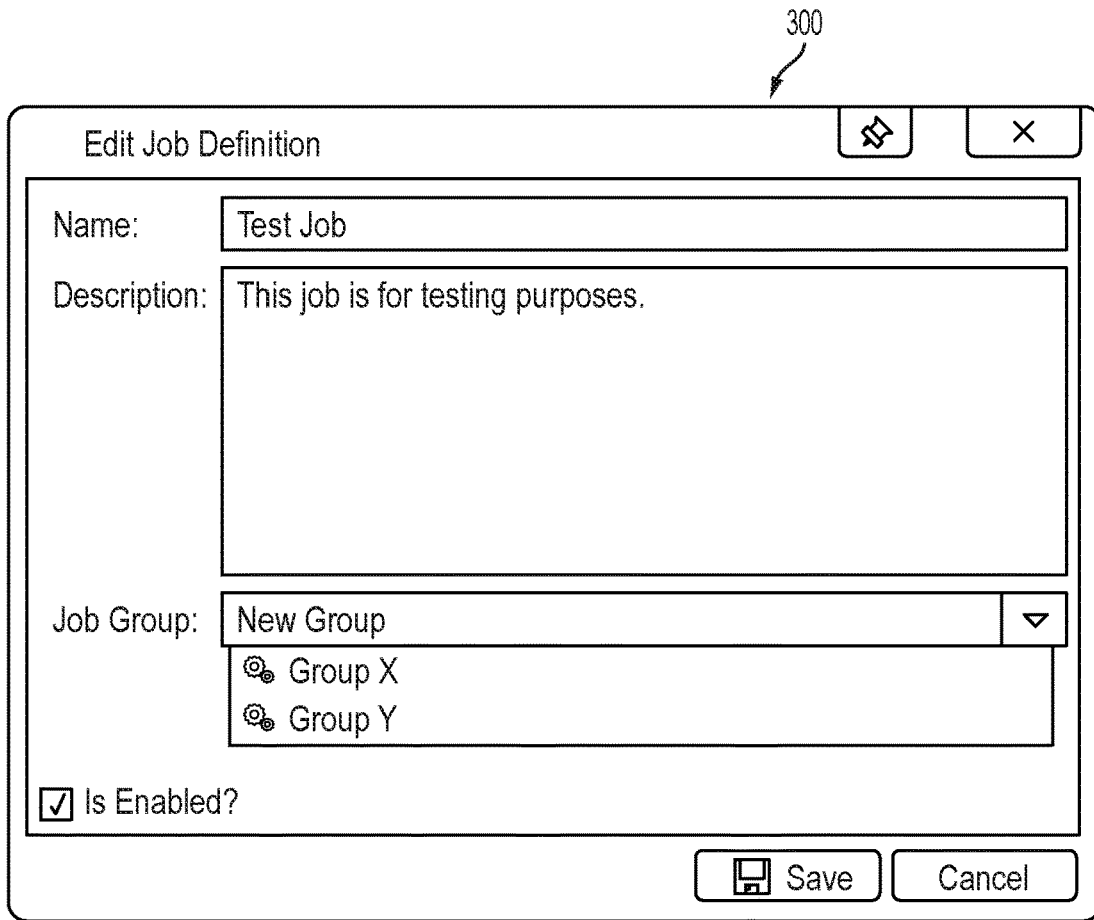 300
Edit Job Definition
Name: Test Job
Description: This job is for testing purposes.
Job Group: New Group
Group X
Group Y
Is Enabled?
Save Cancel